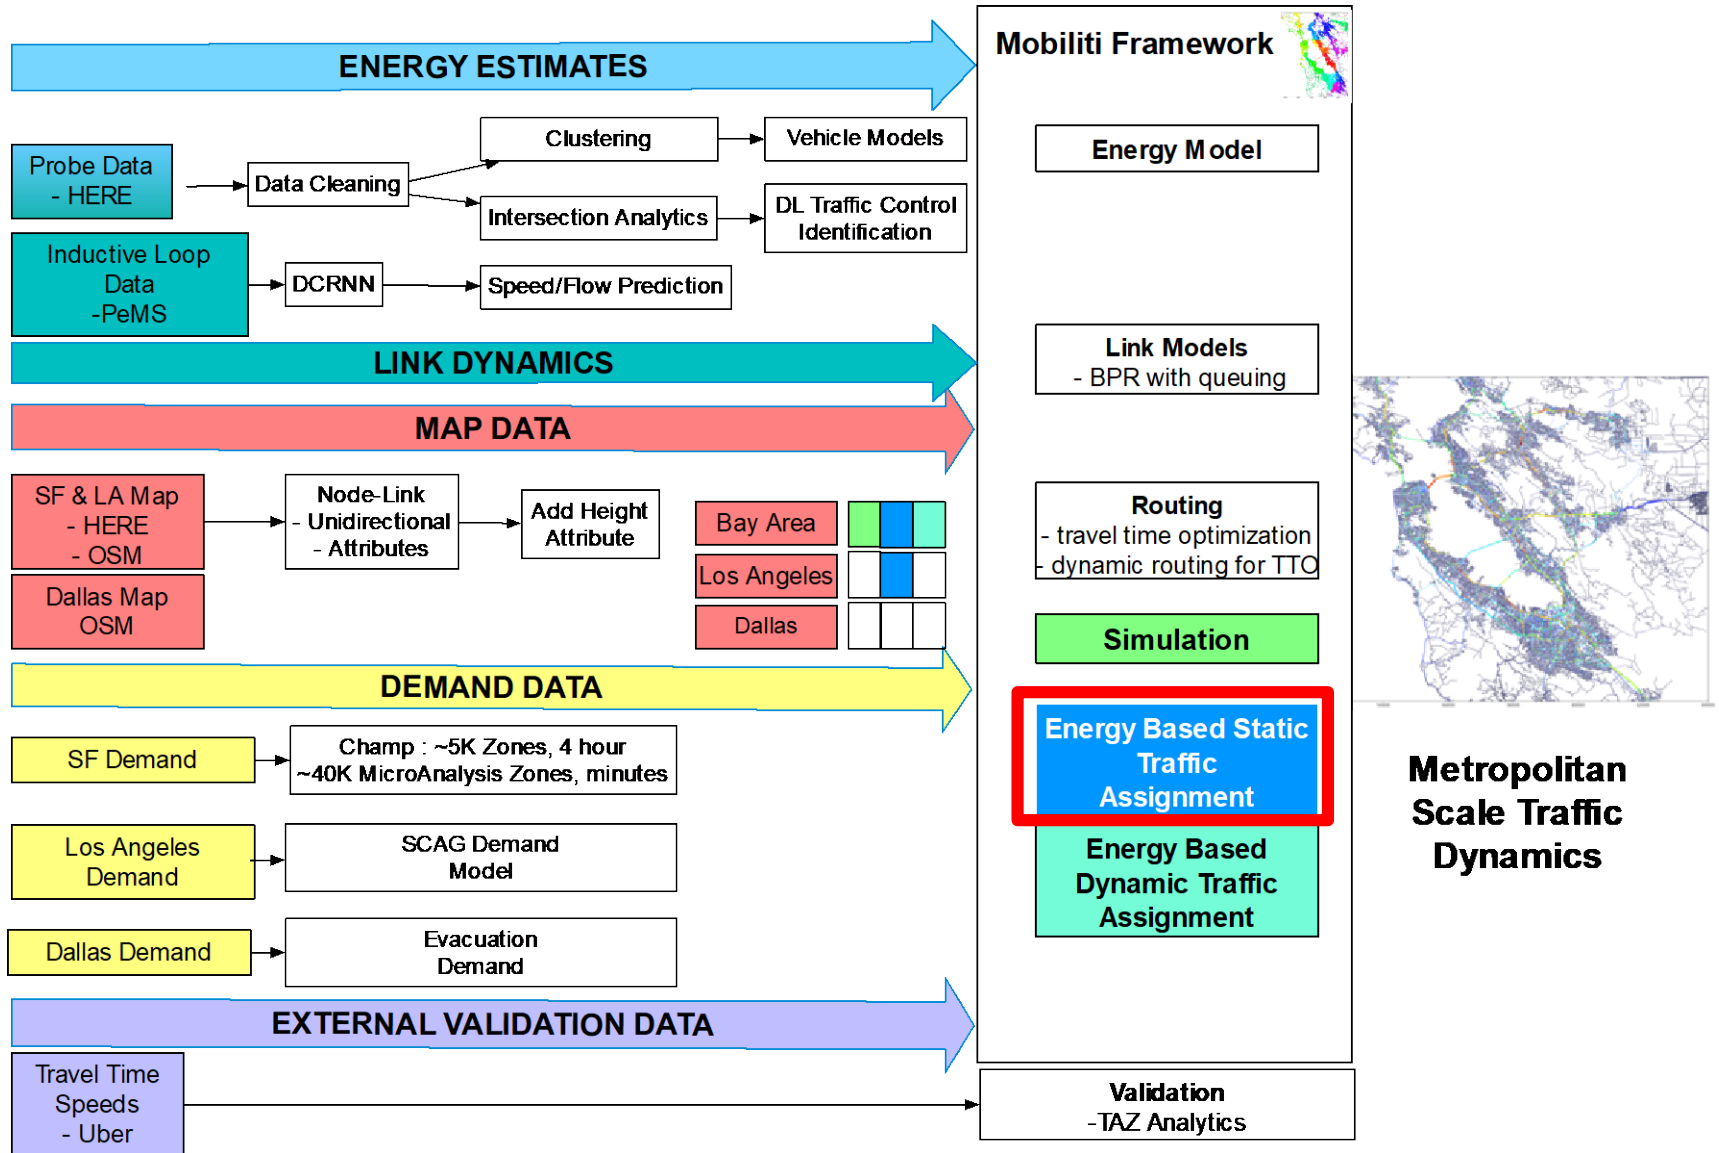 ENERGY ESTIMATES
Mobiliti Framework
Probe Data
- HERE
Data Cleaning
Clustering
Vehicle Models
Intersection Analytics
DL Traffic Control
Identification
Energy Model
Inductive Loop
Data
-PeMS
DCRNN
Speed/Flow Prediction
LINK DYNAMICS
Link Models
- BPR with queuing
MAP DATA
SF & LA Map
- HERE
- OSM
Node-Link
- Unidirectional
- Attributes
Add Height
Attribute
Dallas Map
OSM
Bay Area
Los Angeles
Dallas
Routing
- travel time optimization
- dynamic routing for TTO
Simulation
DEMAND DATA
SF Demand
Champ : ~5K Zones, 4 hour
~40K MicroAnalysis Zones, minutes
Los Angeles
Demand
SCAG Demand
Model
Dallas Demand
Evacuation
Demand
Energy Based Static
Traffic
Assignment
Energy Based
Dynamic Traffic
Assignment
Metropolitan
Scale Traffic
Dynamics
EXTERNAL VALIDATION DATA
Travel Time
Speeds
- Uber
Validation
-TAZ Analytics